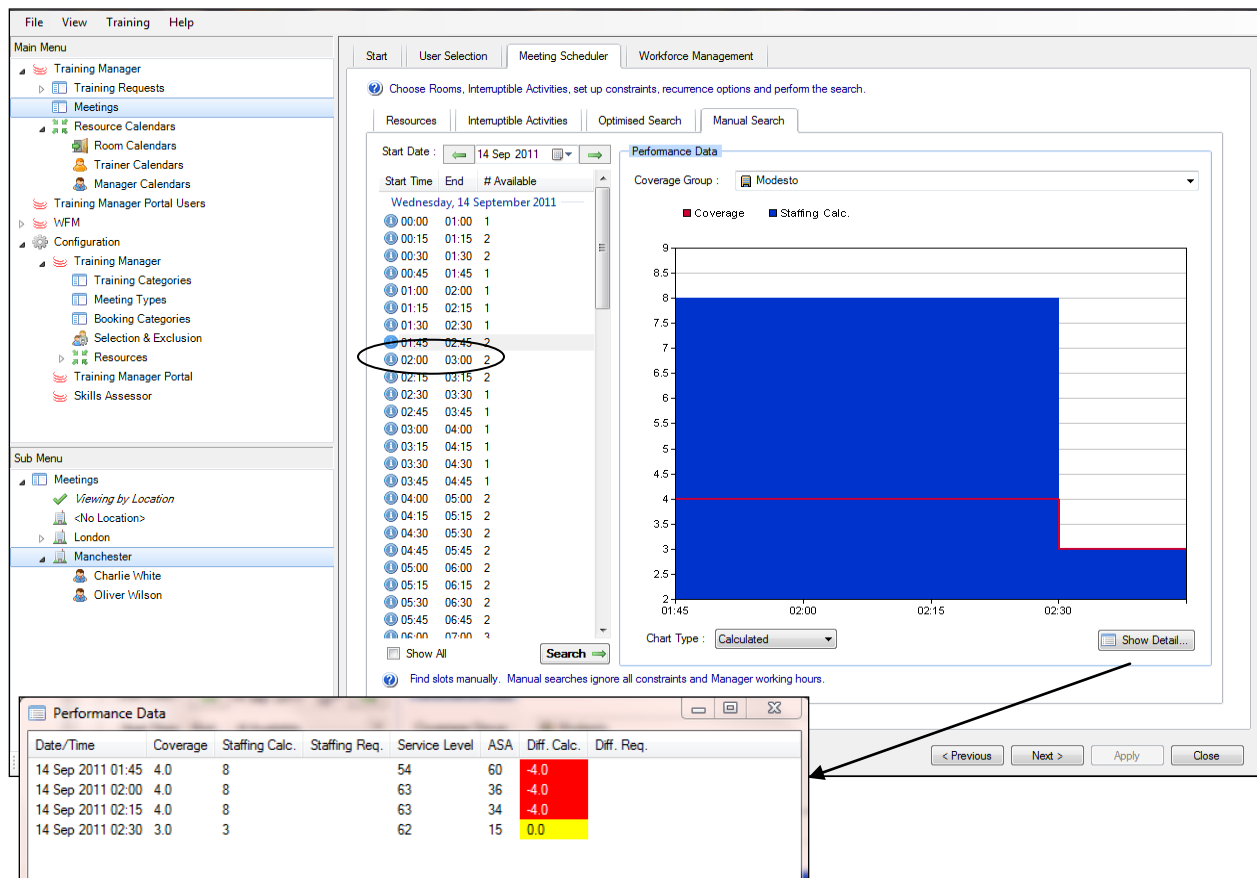 File View Training Help
Main Menu
Training Manager
Training Requests
Meetings
Resource Calendars
Room Calendars
Trainer Calendars
Manager Calendars
Training Manager Portal Users
WFM
Configuration
Training Manager
Training Categories
Meeting Types
Booking Categories
Selection & Exclusion
Resources
Training Manager Portal
Skills Assessor
Sub Menu
Meetings
Viewing by Location
<No Location>
London
Manchester
Charlie White
Oliver Wilson
Start User Selection Meeting Scheduler Workforce Management
Choose Rooms, Interruptible Activities, set up constraints, recurrence options and perform the search.
Resources Interruptible Activities Optimised Search Manual Search
Start Date : 14 Sep 2011
Start Time End # Available
Wednesday, 14 September 2011
00:00 01:00 1
00:15 01:15 2
00:30 01:30 2
00:45 01:45 1
01:00 02:00 1
01:15 02:15 1
01:30 02:30 1
01:45 02:45 2
02:00 03:00 2
02:15 03:15 2
02:30 03:30 1
02:45 03:45 1
03:00 04:00 1
03:15 04:15 1
03:30 04:30 1
03:45 04:45 1
04:00 05:00 2
04:15 05:15 2
04:30 05:30 2
04:45 05:45 2
05:00 06:00 2
05:15 06:15 2
05:30 06:30 2
05:45 06:45 2
06:00 07:00 3
Show All Search
Find slots manually. Manual searches ignore all constraints and Manager working hours.
Performance Data
Coverage Group : Modesto
Coverage Staffing Calc.
9
8.5
8
7.5
7
6.5
6
5.5
5
4.5
4
3.5
3
2.5
2
01:45 02:00 02:15 02:30
Chart Type : Calculated Show Detail...
< Previous Next > Apply Close
Performance Data
Date/Time Coverage Staffing Calc. Staffing Req. Service Level ASA Diff. Calc. Diff. Req.
14 Sep 2011 01:45 4.0 8 54 60 -4.0
14 Sep 2011 02:00 4.0 8 63 36 -4.0
14 Sep 2011 02:15 4.0 8 63 34 -4.0
14 Sep 2011 02:30 3.0 3 62 15 0.0